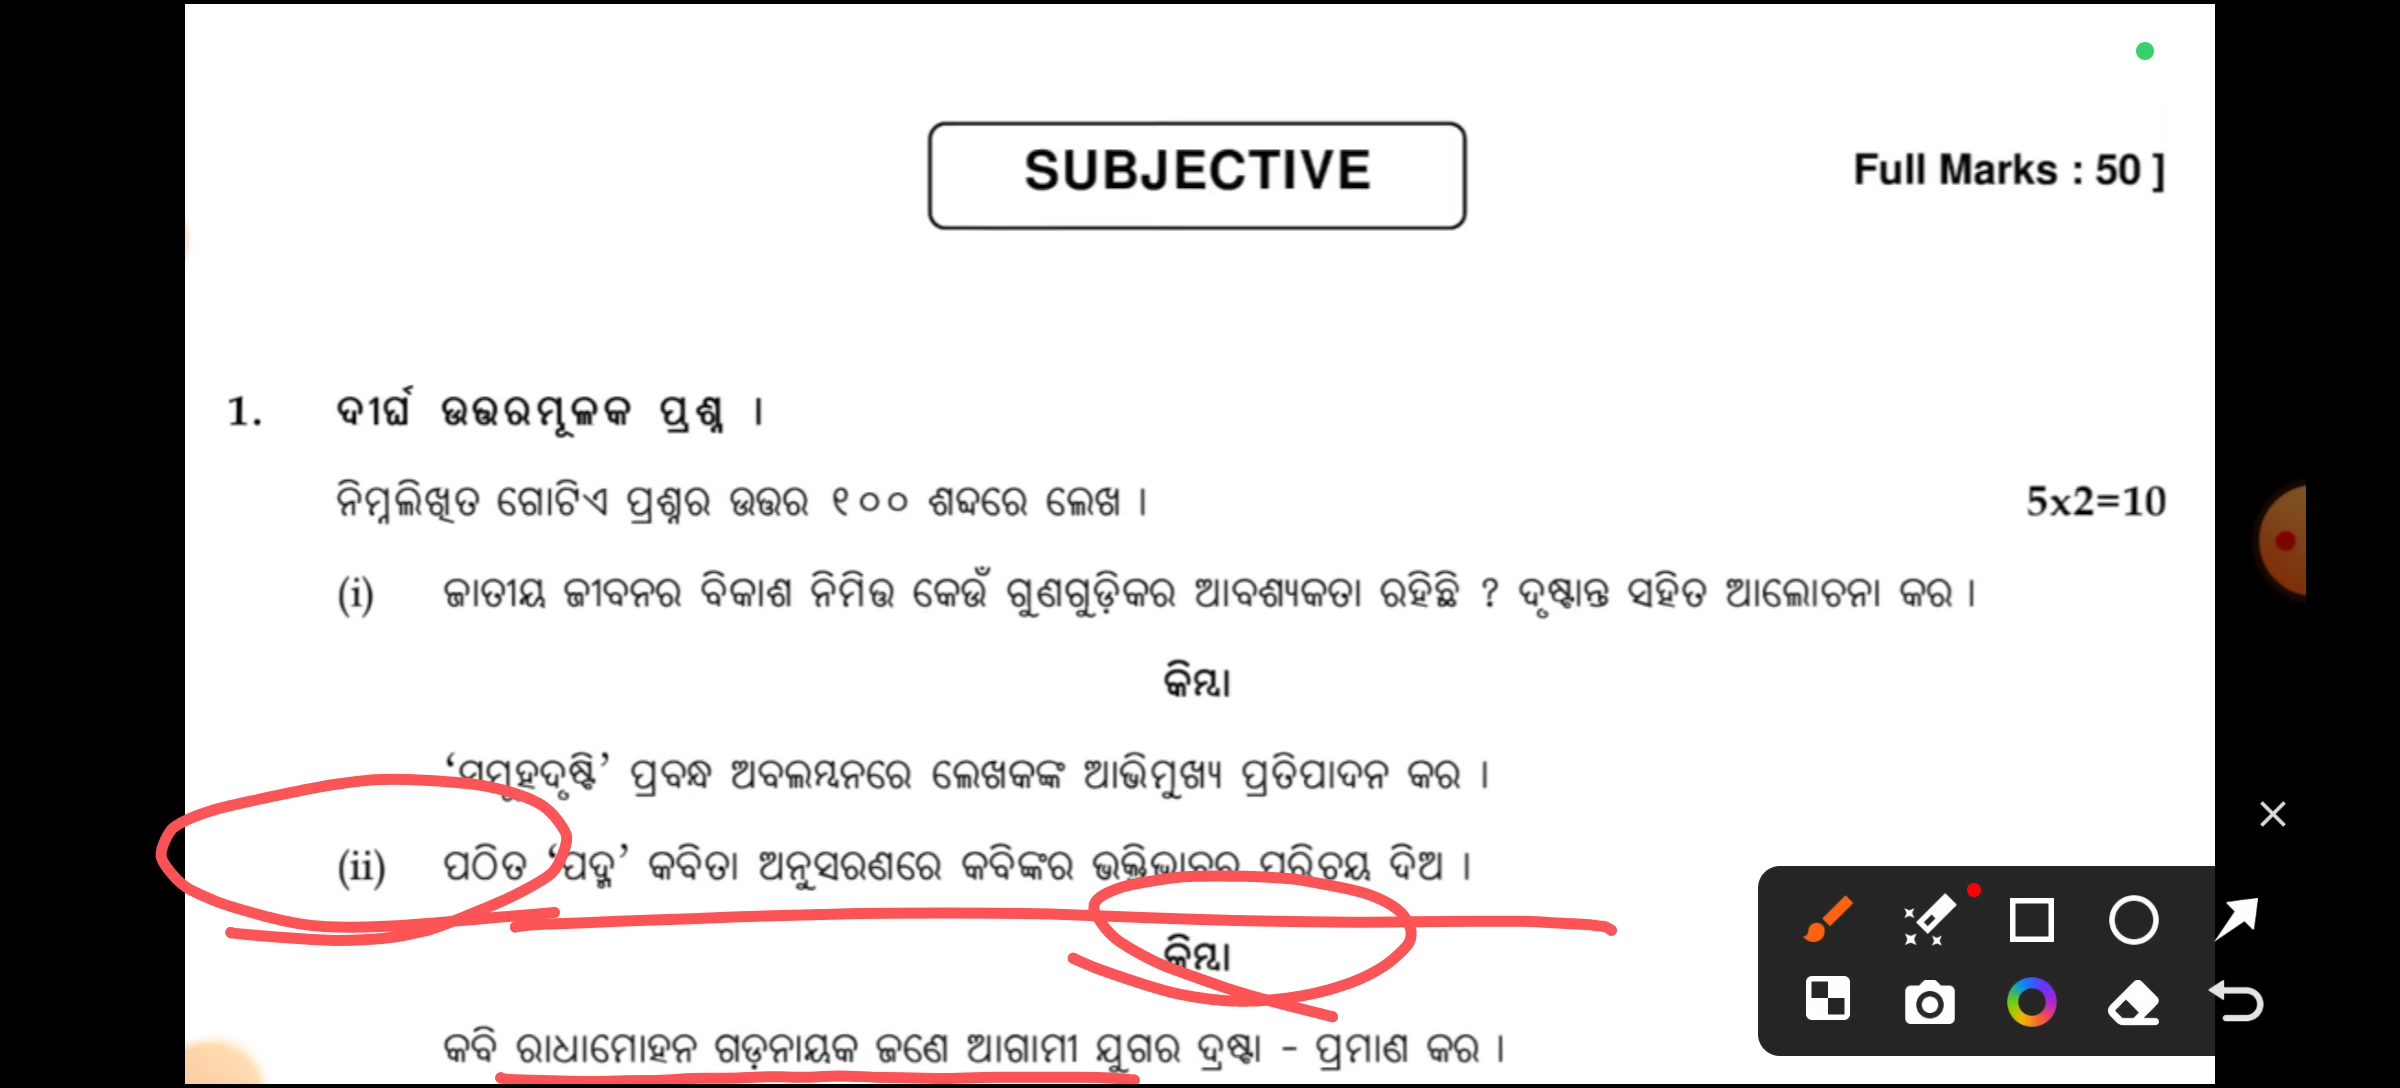 SUBJECTIVE
Full Marks : 50 ]
1. ଦୀର୍ଘ ଉତ୍ତରମୂଳକ ପ୍ରଶ୍ନ ।
ନିମ୍ନଲିଖିତ ଗୋଟିଏ ପ୍ରଶ୍ନର ଉତ୍ତର ୧୦୦ ଶବ୍ଦରେ ଲେଖ । 5x2=10
(i) ଜାତୀୟ ଜୀବନର ବିକାଶ ନିମିତ୍ତ କେଉଁ ଗୁଣଗୁଡ଼ିକର ଆବଶ୍ୟକତା ରହିଛି ? ଦୃଷ୍ଟାନ୍ତ ସହିତ ଆଲୋଚନା କର ।
କିମ୍ବା
‘ସମୂହଦୃଷ୍ଟି’ ପ୍ରବନ୍ଧ ଅବଲମ୍ବନରେ ଲେଖକଙ୍କ ଆଭିମୁଖ୍ୟ ପ୍ରତିପାଦନ କର ।
(ii) ପଠିତ ‘ପଦ୍ମ’ କବିତା ଅନୁସରଣରେ କବିଙ୍କର ଭକ୍ତିଭାବର ପରିଚୟ ଦିଅ ।
କିମ୍ବା
କବି ରାଧାମୋହନ ଗଡ଼ନାୟକ ଜଣେ ଆଗାମୀ ଯୁଗର ଦ୍ରଷ୍ଟା - ପ୍ରମାଣ କର ।